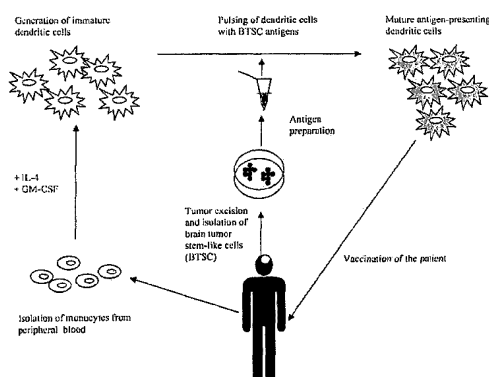 Generation of immature
dendritic cells
Pulsing of dendritic cells
with BTSC antigens
Mature antigen-presenting
dendritic cells
Antigen
preparation
+ IL-4
+ GM-CSF
Tumor excision
and isolation of
brain tumor
stem-like cells
(BTSC)
Vaccination of the patient
Isolation of monocytes from
peripheral blood